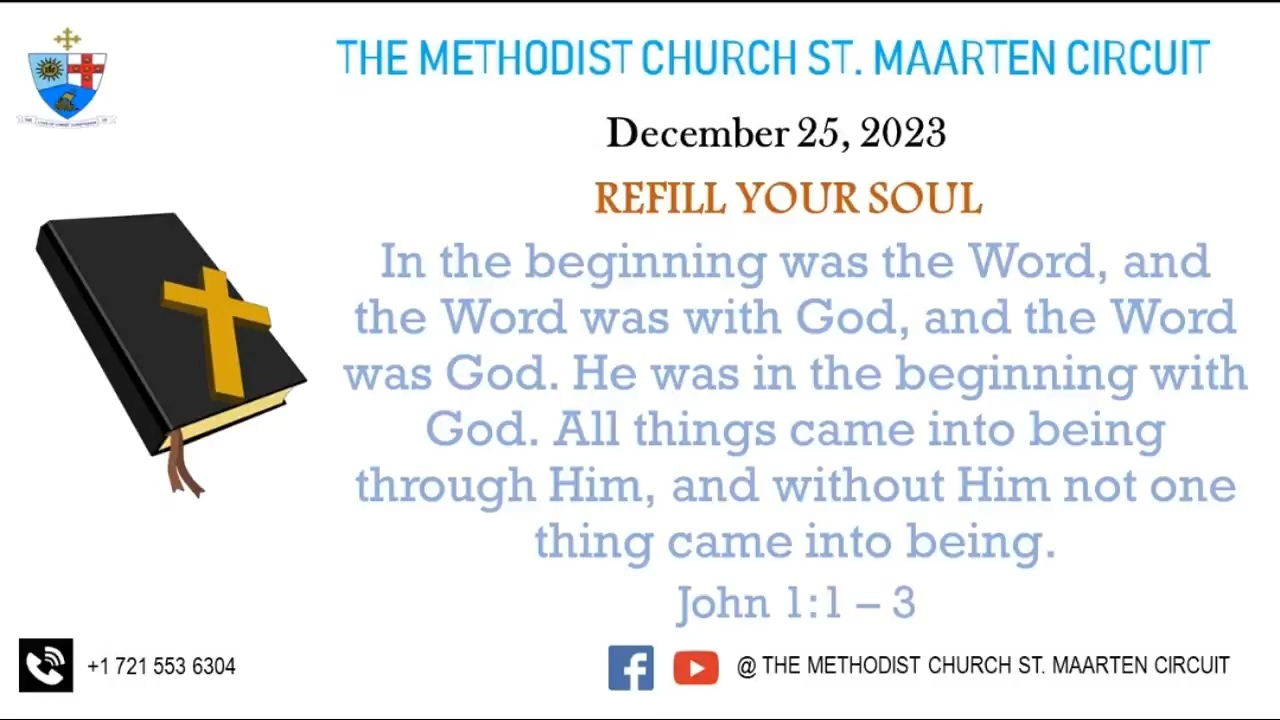 THE METHODIST CHURCH ST. MAARTEN CIRCUIT
December 25, 2023
REFILL YOUR SOUL
In the beginning was the Word, and
the Word was with God, and the Word
was God. He was in the beginning with
God. All things came into being
through Him, and without Him not one
thing came into being.
John 1:1 – 3
+1 721 553 6304
@ THE METHODIST CHURCH ST. MAARTEN CIRCUIT